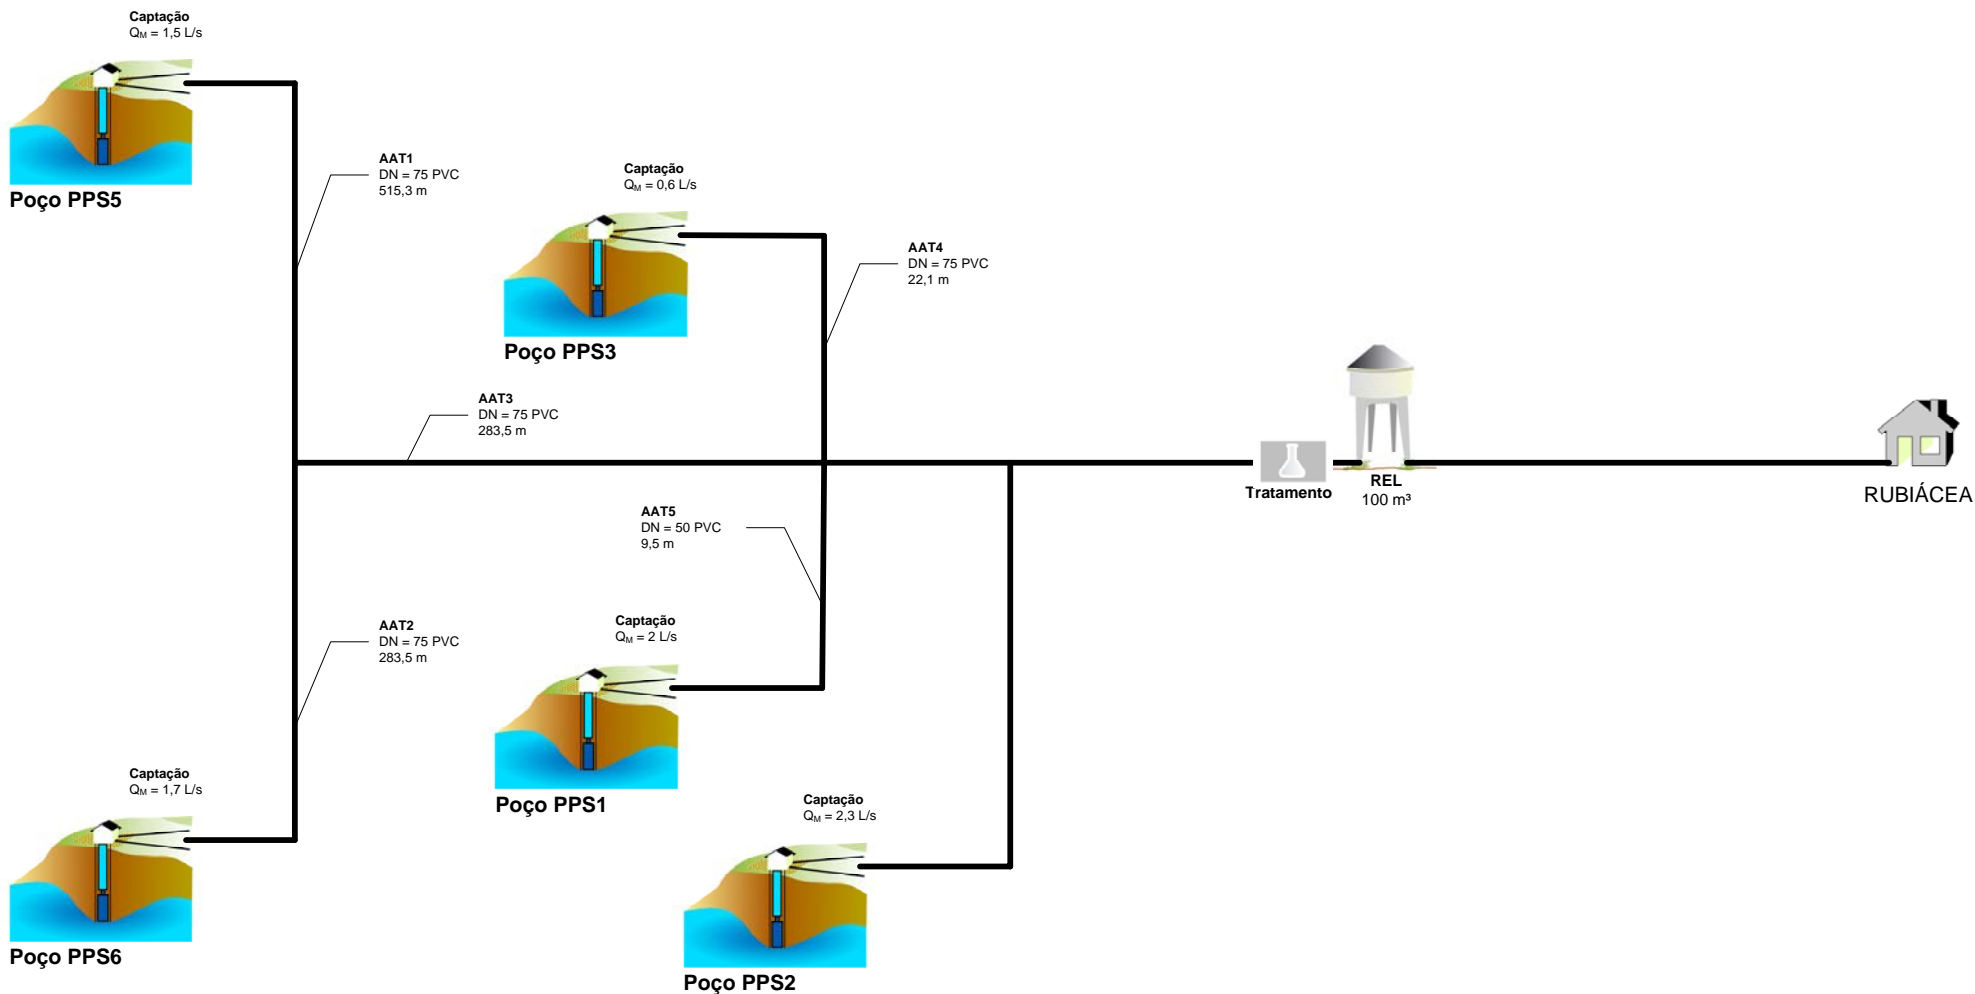 Captação
QM = 1,5 L/s
Poço PPS5
AAT1
DN = 75 PVC
515,3 m
Captação
QM = 0,6 L/s
Poço PPS3
AAT4
DN = 75 PVC
22,1 m
AAT3
DN = 75 PVC
283,5 m
Tratamento
REL
100 m³
RUBIÁCEA
AAT5
DN = 50 PVC
9,5 m
AAT2
DN = 75 PVC
283,5 m
Captação
QM = 2 L/s
Poço PPS1
Captação
QM = 1,7 L/s
Poço PPS6
Captação
QM = 2,3 L/s
Poço PPS2